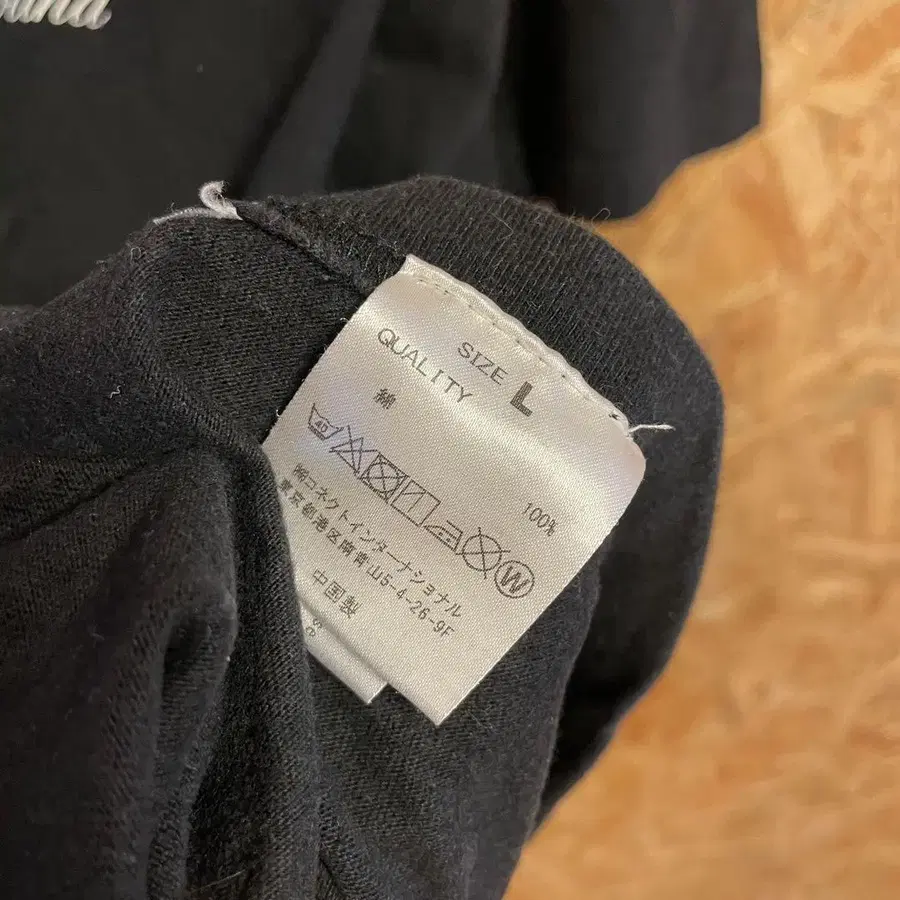 SIZE L
QUALITY
綿 100%
40 W
㈱コネクトインターナショナル
東京都港区南青山5-4-26-9F
中国製